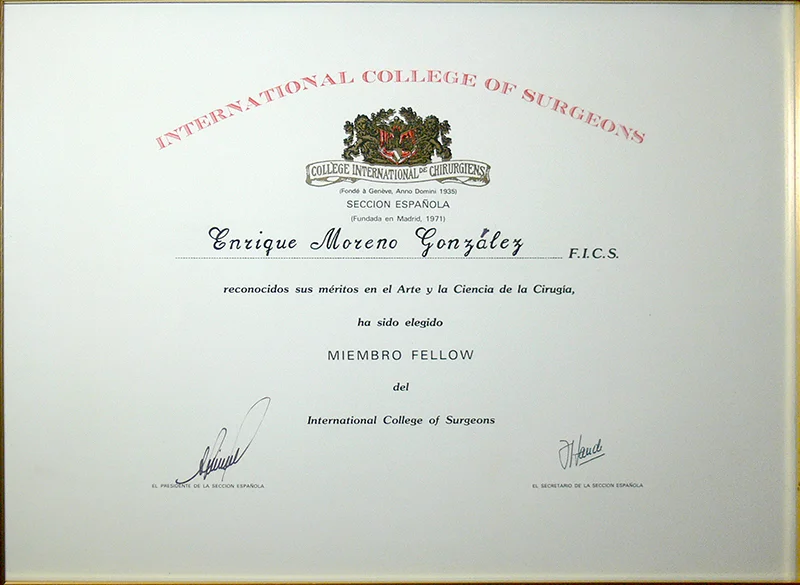 INTERNATIONAL COLLEGE OF SURGEONS
COLLÈGE INTERNATIONAL DE CHIRURGIENS
(Fondé à Genève, Anno Domini 1935)
SECCION ESPAÑOLA
(Fundada en Madrid, 1971)
Enrique Moreno González F.I.C.S.
reconocidos sus méritos en el Arte y la Ciencia de la Cirugía,
ha sido elegido
MIEMBRO FELLOW
del
International College of Surgeons
EL PRESIDENTE DE LA SECCION ESPAÑOLA.
EL SECRETARIO DE LA SECCION ESPAÑOLA